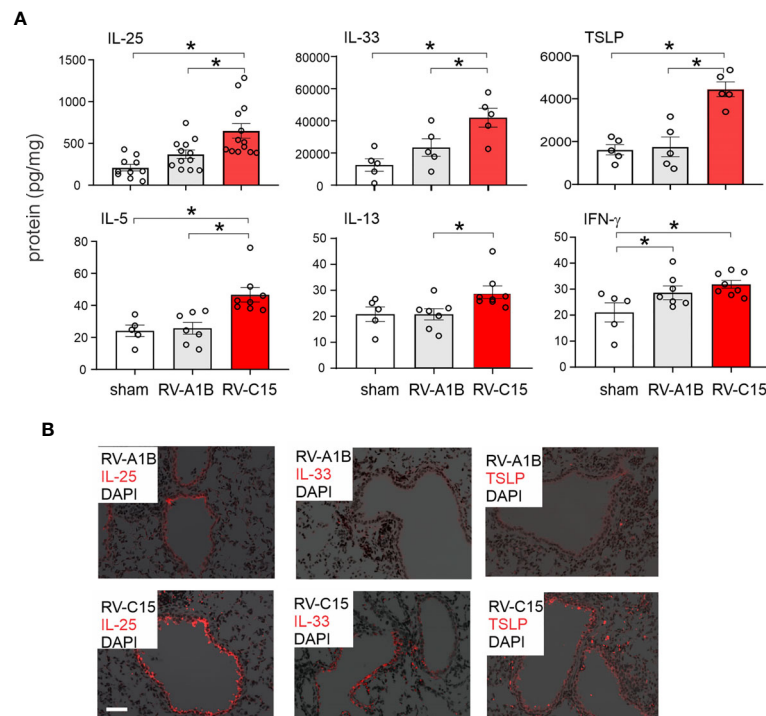 A
IL-25
IL-33
TSLP
* * *
* * *
1500
1000
500
0
80000
60000
40000
20000
0
6000
4000
2000
0
protein (pg/mg)
IL-5
IL-13
IFN-γ
* * *
* *
80
60
40
20
0
50
40
30
20
10
0
50
40
30
20
10
0
sham RV-A1B RV-C15
sham RV-A1B RV-C15
sham RV-A1B RV-C15
B
RV-A1B
IL-25
DAPI
RV-A1B
IL-33
DAPI
RV-A1B
TSLP
DAPI
RV-C15
IL-25
DAPI
RV-C15
IL-33
DAPI
RV-C15
TSLP
DAPI